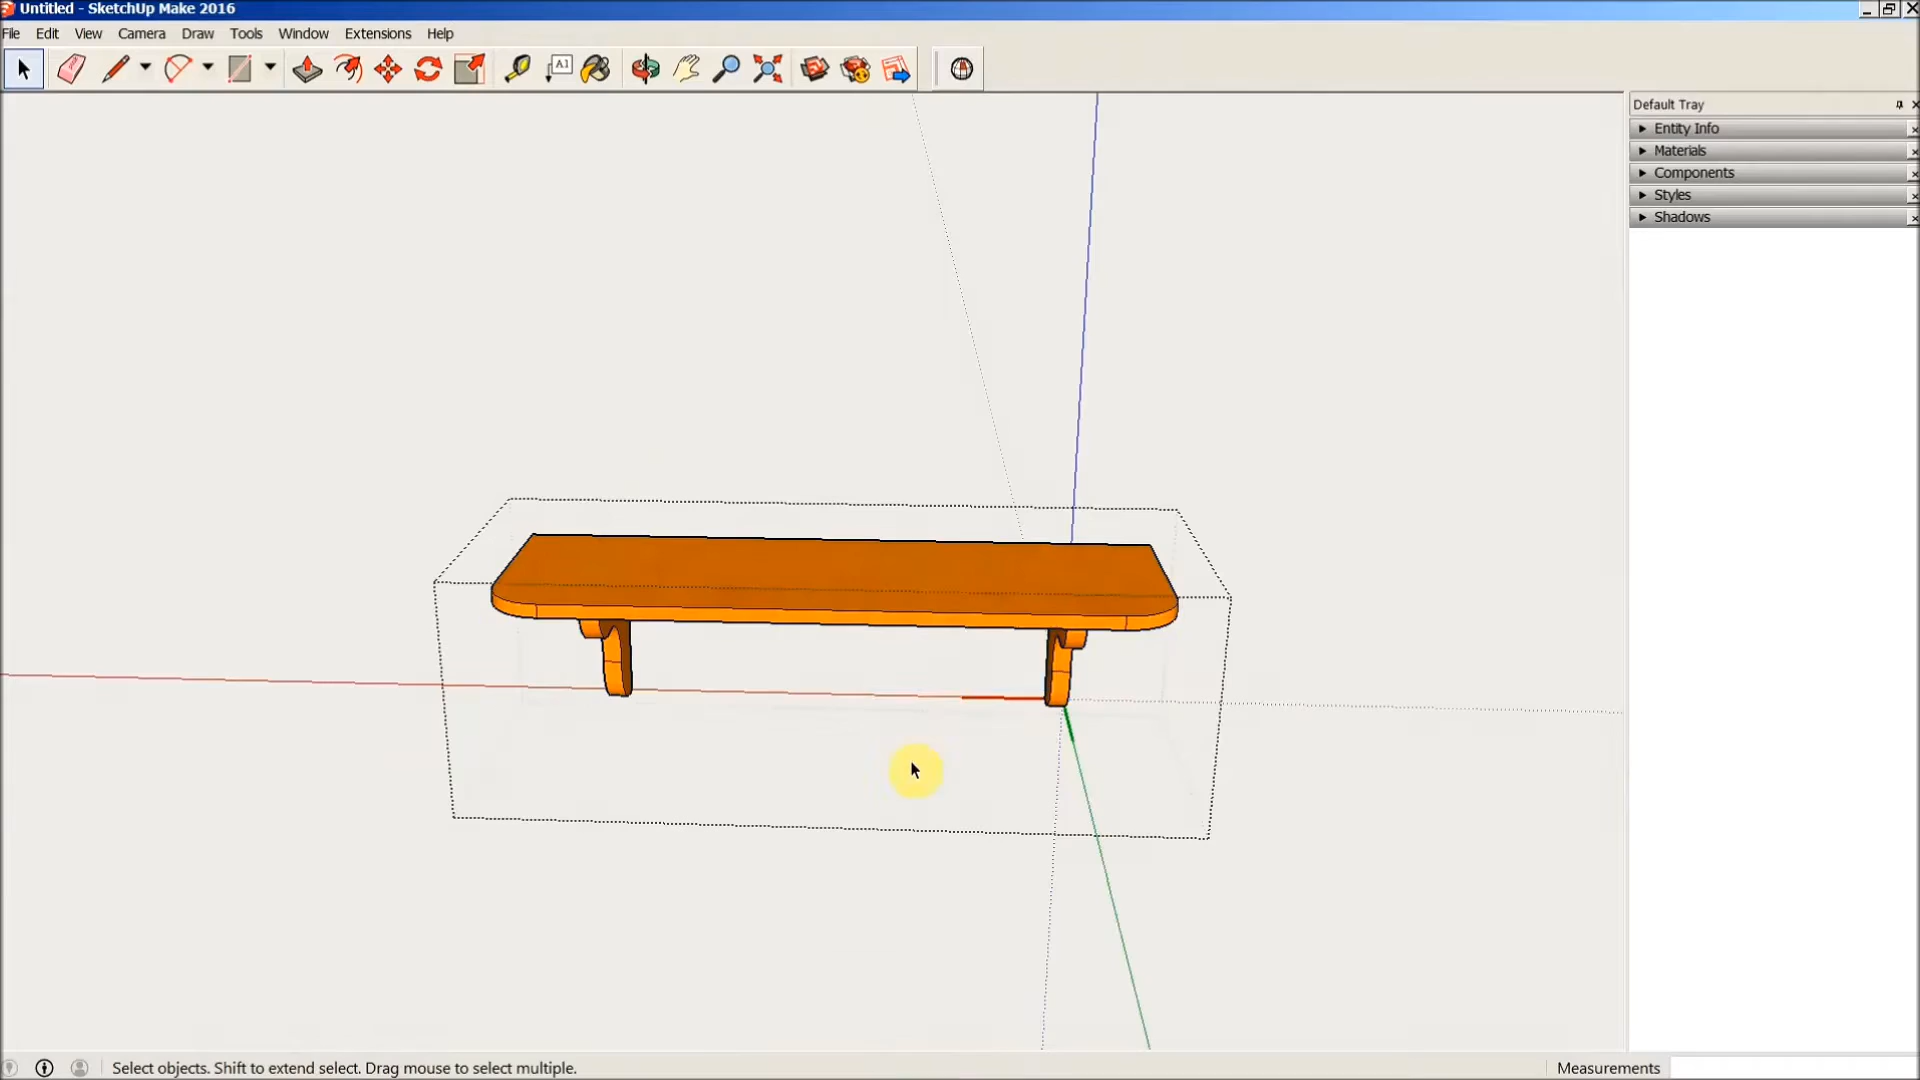 Untitled - SketchUp Make 2016
File Edit View Camera Draw Tools Window Extensions Help
A1
Default Tray
Entity Info
Materials
Components
Styles
Shadows
Select objects. Shift to extend select. Drag mouse to select multiple.
Measurements